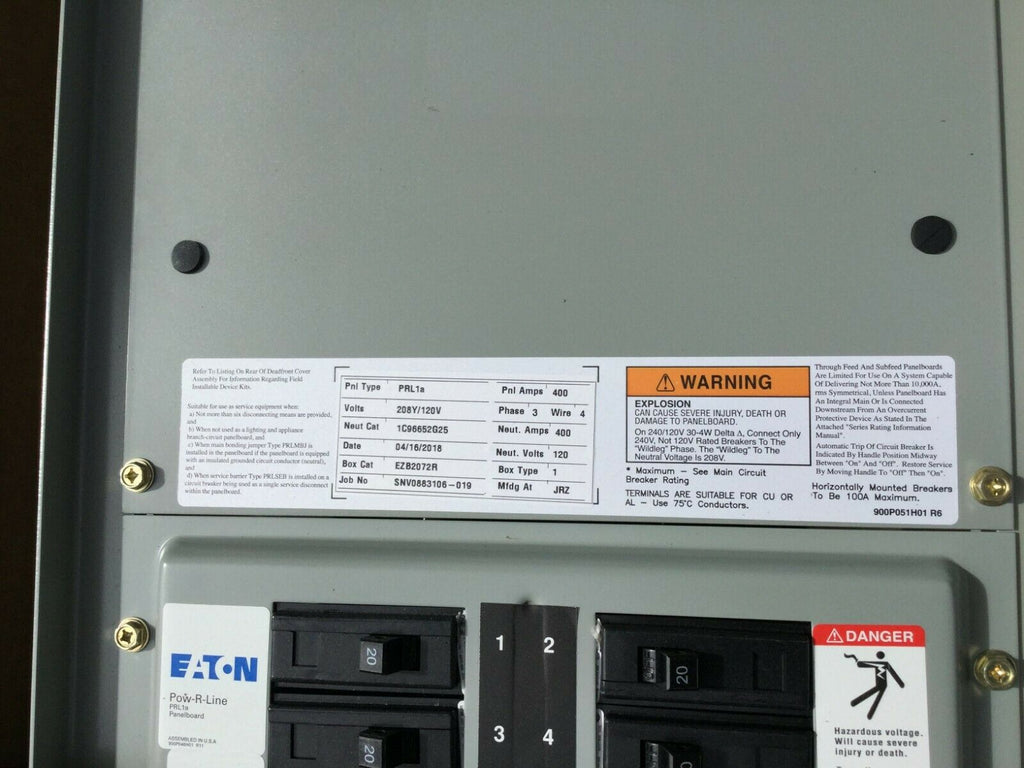 Refer To Listing On Rear Of Deadfront Cover
Assembly For Information Regarding Field
Installable Device Kits.
Suitable for use as service equipment when:
a) Not more than six disconnecting means are provided,
and
b) When not used as a lighting and appliance
branch-circuit panelboard, and
c) When main bonding jumper Type PRLMBJ is
installed in the panelboard if the panelboard is equipped
with an insulated grounded circuit conductor (neutral),
and
d) When service barrier Type PRLSEB is installed on a
circuit breaker being used as a single service disconnect
within the panelboard.
Pnl Type PRL1a Pnl Amps 400
Volts 208Y/120V Phase 3 Wire 4
Neut Cat 1C96652G25 Neut. Amps 400
Date 04/16/2018 Neut. Volts 120
Box Cat EZB2072R Box Type 1
Job No SNV0883106-019 Mfdg At JRZ
WARNING
EXPLOSION
CAN CAUSE SEVERE INJURY, DEATH OR
DAMAGE TO PANELBOARD.
On 240/120V 30-4W Delta Δ, Connect Only
240V, Not 120V Rated Breakers To The
"Wildleg" Phase. The "Wildleg" To The
Neutral Voltage Is 208V.
* Maximum - See Main Circuit
Breaker Rating
TERMINALS ARE SUITABLE FOR CU OR
AL - Use 75°C Conductors.
Through Feed And Subfeed Panelboards
Are Limited For Use On A System Capable
Of Delivering Not More Than 10,000A,
rms Symmetrical, Unless Panelboard Has
An Integral Main Or Is Connected
Downstream From An Overcurrent
Protective Device As Stated In The
Attached "Series Rating Information
Manual".
Automatic Trip Of Circuit Breaker Is
Indicated By Handle Position Midway
Between "On" And "Off". Restore Service
By Moving Handle To "Off" Then "On".
Horizontally Mounted Breakers
To Be 100A Maximum.
900P051H01 R6
EATON
Pow-R-Line
PRL1a
Panelboard
ASSEMBLED IN U.S.A.
20
20
1 2
3 4
20
DANGER
Hazardous voltage.
Will cause severe
injury or death.